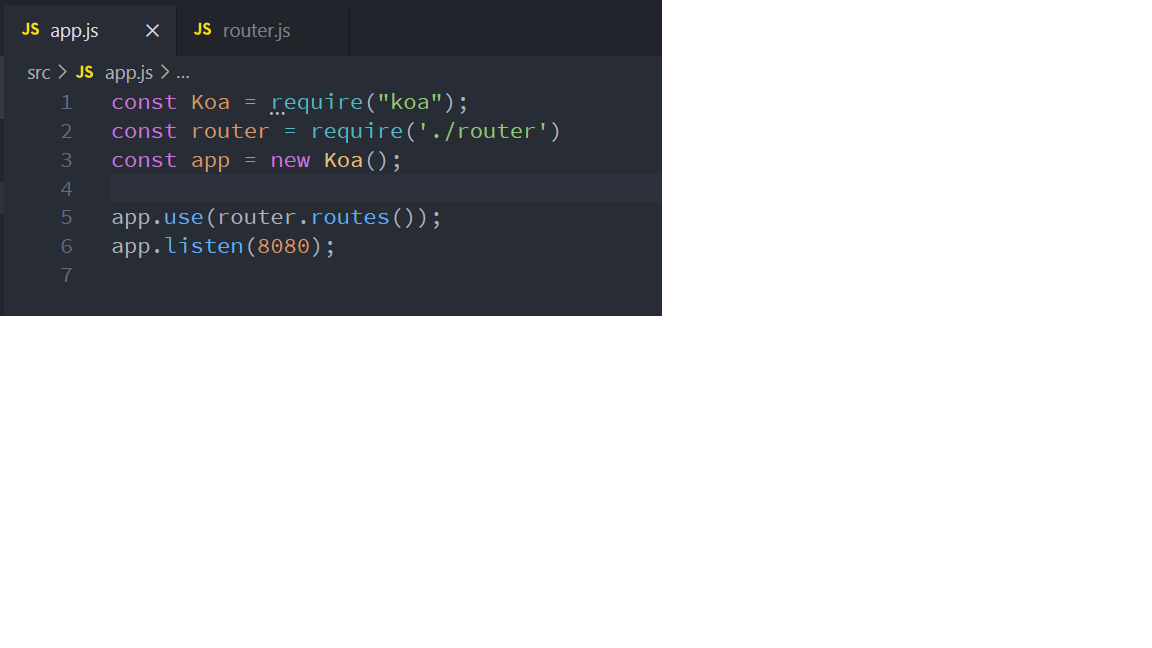 JS app.js × JS router.js
src > JS app.js > ...
1 const Koa = require("koa");
2 const router = require('./router')
3 const app = new Koa();
4
5 app.use(router.routes());
6 app.listen(8080);
7